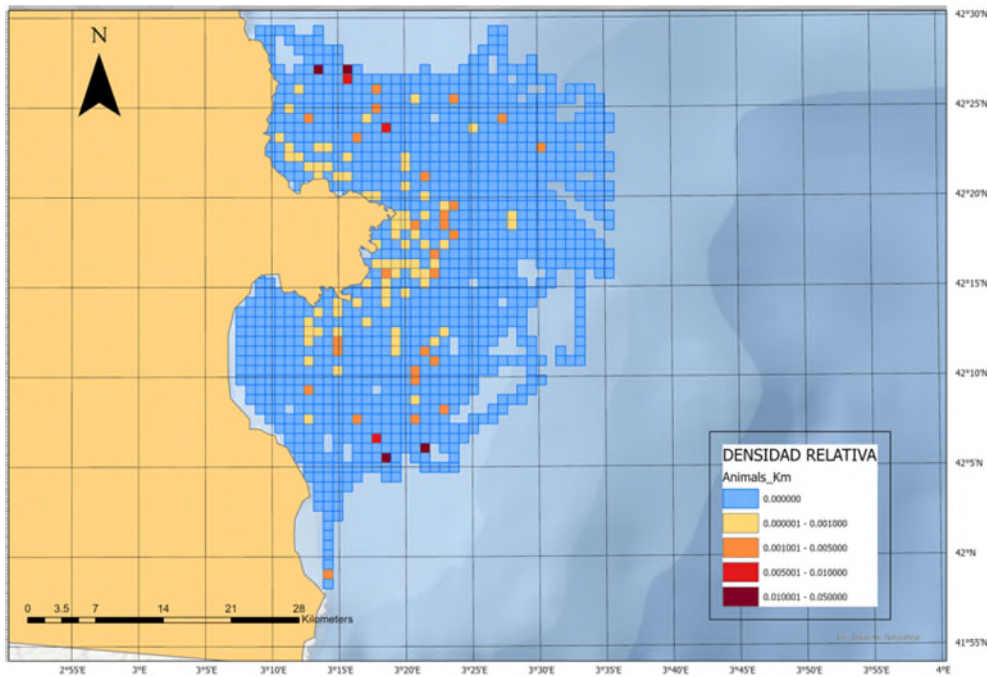 42°30'N
N
42°25'N
42°20'N
42°15'N
42°10'N
DENSIDAD RELATIVA
Animals_Km
0.000000
0.000001 - 0.001000
0.001001 - 0.005000
0.005001 - 0.010000
0.010001 - 0.050000
42°5'N
42°N
0 3.5 7 14 21 28
Kilometers
41°55'N
2°55'E 3°E 3°5'E 3°10'E 3°15'E 3°20'E 3°25'E 3°30'E 3°35'E 3°40'E 3°45'E 3°50'E 3°55'E 4°E